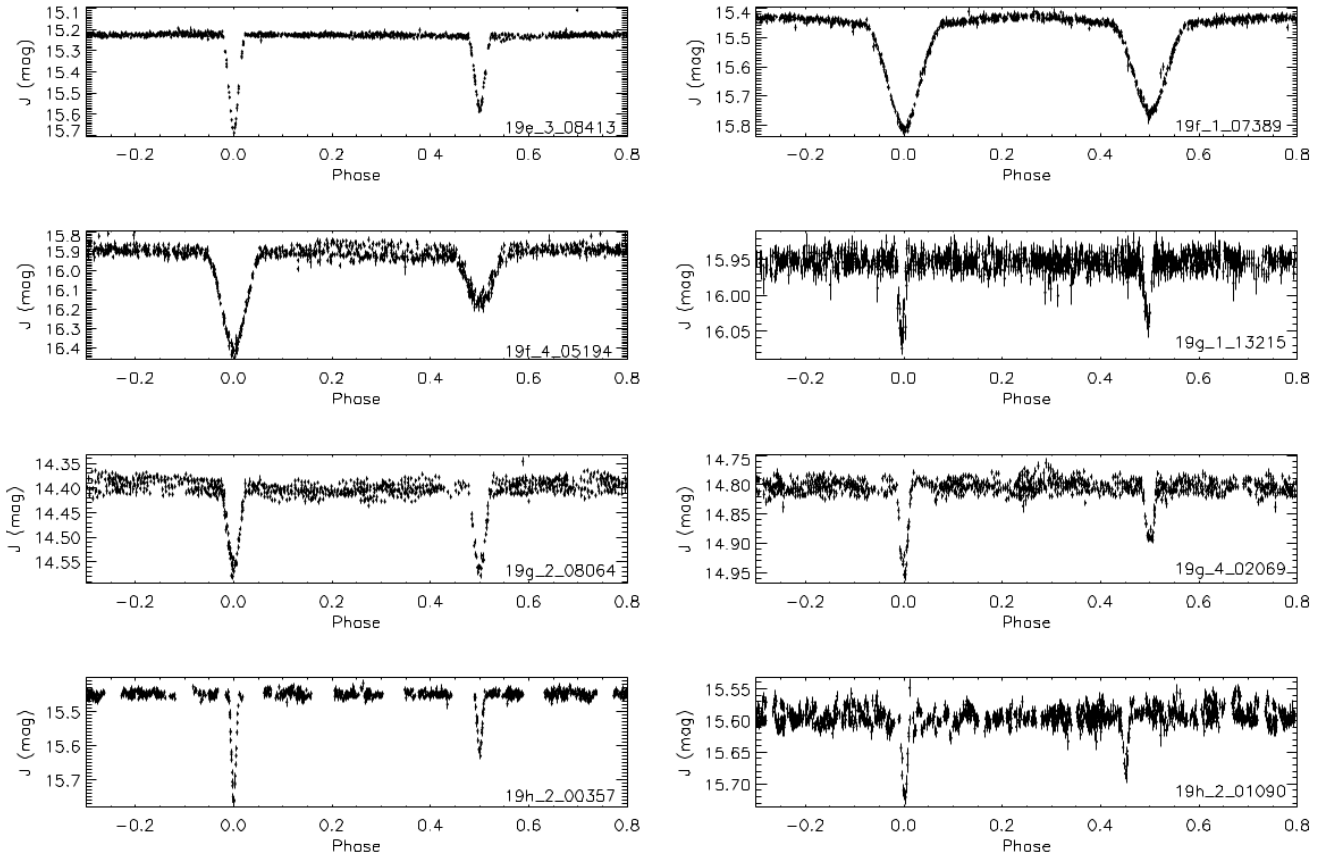 15.1
15.2
15.3
15.4
15.5
15.6
15.7
J (mag)
19e_3_08413
−0.2 0.0 0.2 0.4 0.6 0.8
Phase
15.4
15.5
15.6
15.7
15.8
J (mag)
19f_1_07389
−0.2 0.0 0.2 0.4 0.6 0.8
Phase
15.8
15.9
16.0
16.1
16.2
16.3
16.4
J (mag)
19f_4_05194
−0.2 0.0 0.2 0.4 0.6 0.8
Phase
15.95
16.00
16.05
J (mag)
19g_1_13215
−0.2 0.0 0.2 0.4 0.6 0.8
Phase
14.35
14.40
14.45
14.50
14.55
J (mag)
19g_2_08064
−0.2 0.0 0.2 0.4 0.6 0.8
Phase
14.75
14.80
14.85
14.90
14.95
J (mag)
19g_4_02069
−0.2 0.0 0.2 0.4 0.6 0.8
Phase
15.5
15.6
15.7
J (mag)
19h_2_00357
−0.2 0.0 0.2 0.4 0.6 0.8
Phase
15.55
15.60
15.65
15.70
J (mag)
19h_2_01090
−0.2 0.0 0.2 0.4 0.6 0.8
Phase